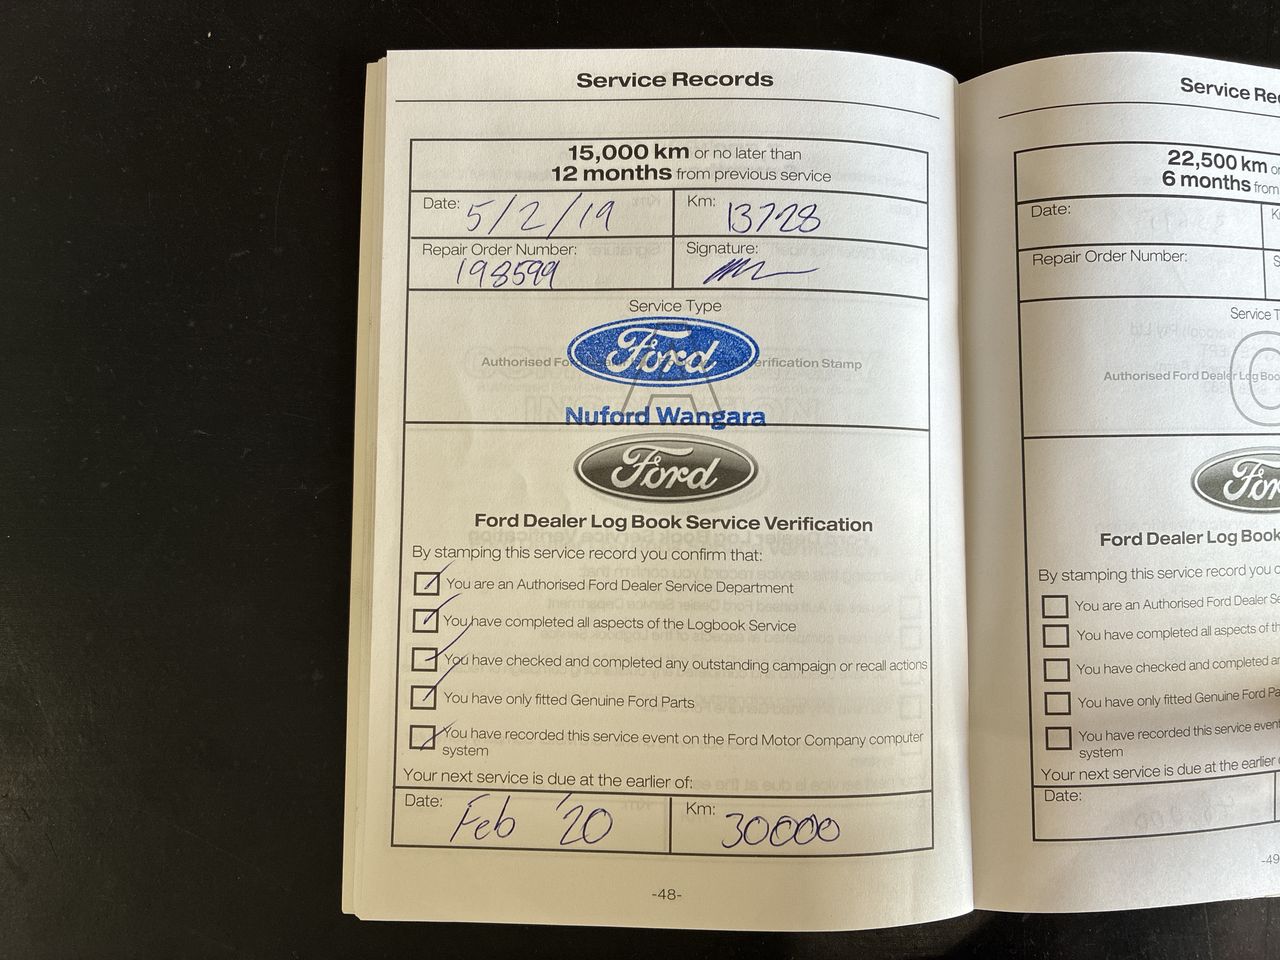 Service Records
15,000 km or no later than
12 months from previous service
Date: 5/2/19
Km: 13728
Repair Order Number: 198599
Signature:
Service Type
Ford
Authorised For erification Stamp
A
Nuford Wangara
Ford
Ford Dealer Log Book Service Verification
By stamping this service record you confirm that:
You are an Authorised Ford Dealer Service Department
You have completed all aspects of the Logbook Service
You have checked and completed any outstanding campaign or recall actions
You have only fitted Genuine Ford Parts
You have recorded this service event on the Ford Motor Company computer
system
Your next service is due at the earlier of:
Date: Feb '20
Km: 30000
-48-
Service Rec
22,500 km or
6 months from
Date:
K
Repair Order Number:
S
Service T
Authorised Ford Dealer Log Boo
Ford Dealer Log Book
By stamping this service record you c
You are an Authorised Ford Dealer Se
You have completed all aspects of th
You have checked and completed an
You have only fitted Genuine Ford Pa
You have recorded this service event
system
Your next service is due at the earlier o
Date:
-49